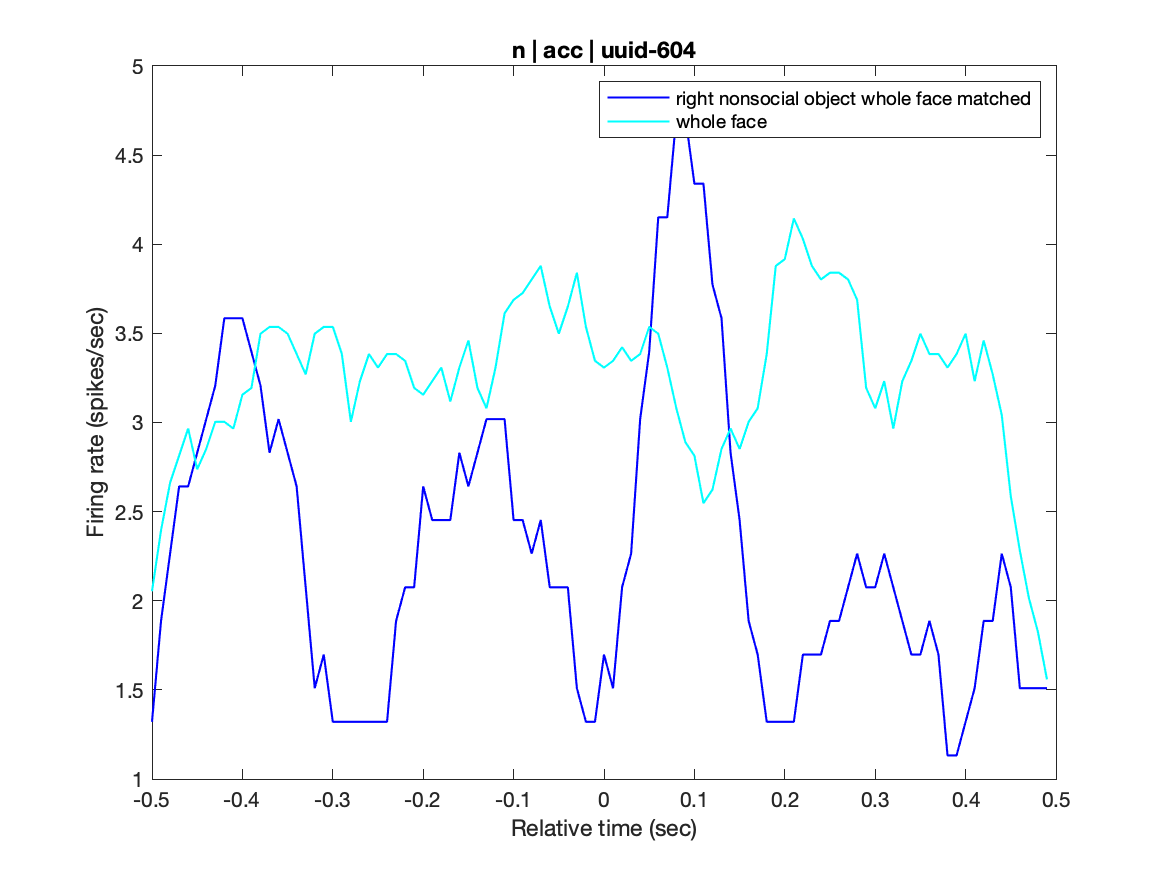 n | acc | uuid-604
right nonsocial object whole face matched
whole face
5
4.5
4
3.5
3
2.5
2
1.5
1
Firing rate (spikes/sec)
-0.5 -0.4 -0.3 -0.2 -0.1 0 0.1 0.2 0.3 0.4 0.5
Relative time (sec)